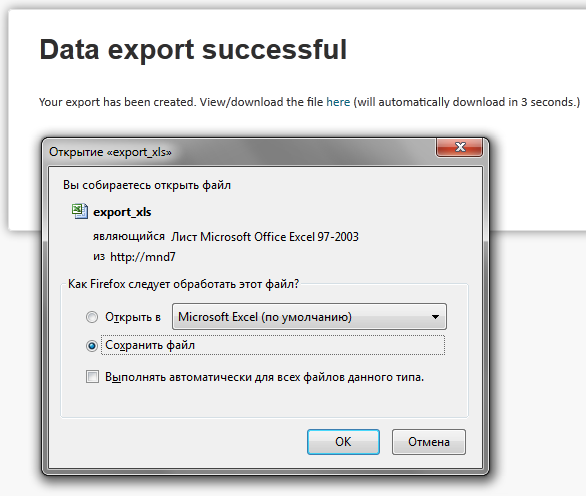 Data export successful
Your export has been created. View/download the file here (will automatically download in 3 seconds.)
Открытие «export_xls»
Вы собираетесь открыть файл
export_xls
являющийся Лист Microsoft Office Excel 97-2003
из http://mnd7
Как Firefox следует обработать этот файл?
Открыть в Microsoft Excel (по умолчанию)
Сохранить файл
Выполнять автоматически для всех файлов данного типа.
ОК Отмена